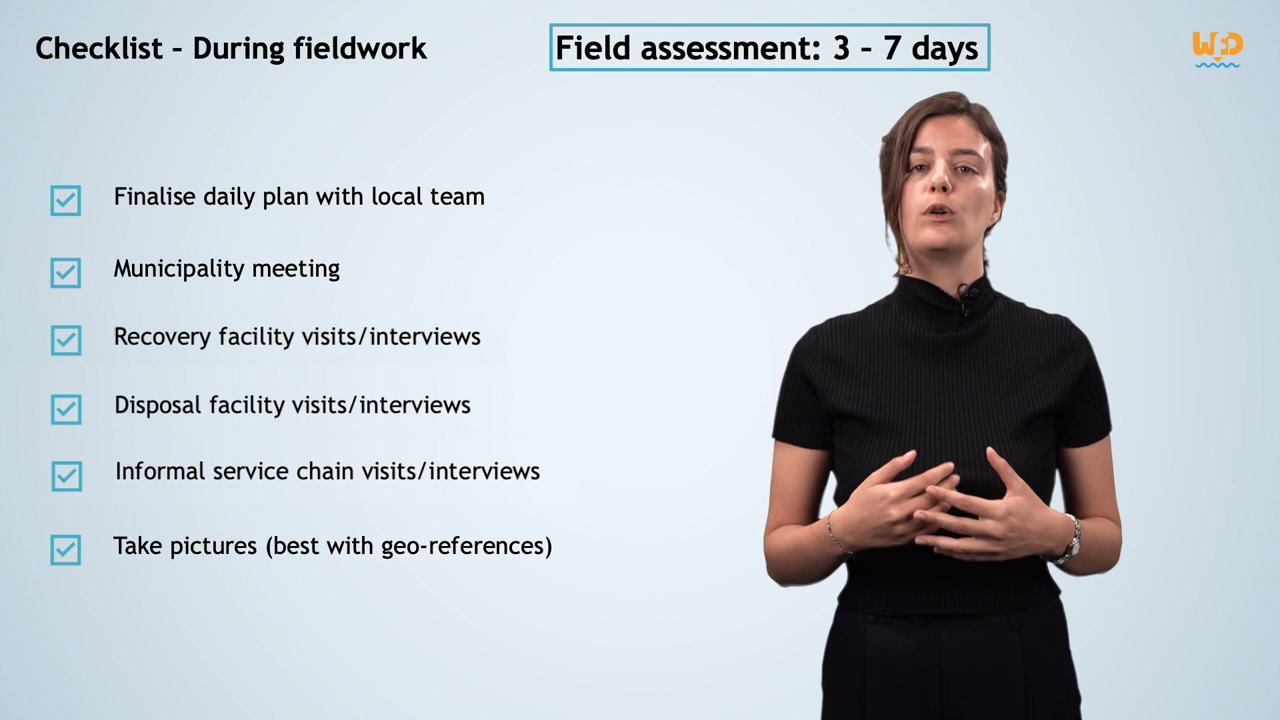 Checklist – During fieldwork
Field assessment: 3 – 7 days
WFD
Finalise daily plan with local team
Municipality meeting
Recovery facility visits/interviews
Disposal facility visits/interviews
Informal service chain visits/interviews
Take pictures (best with geo-references)